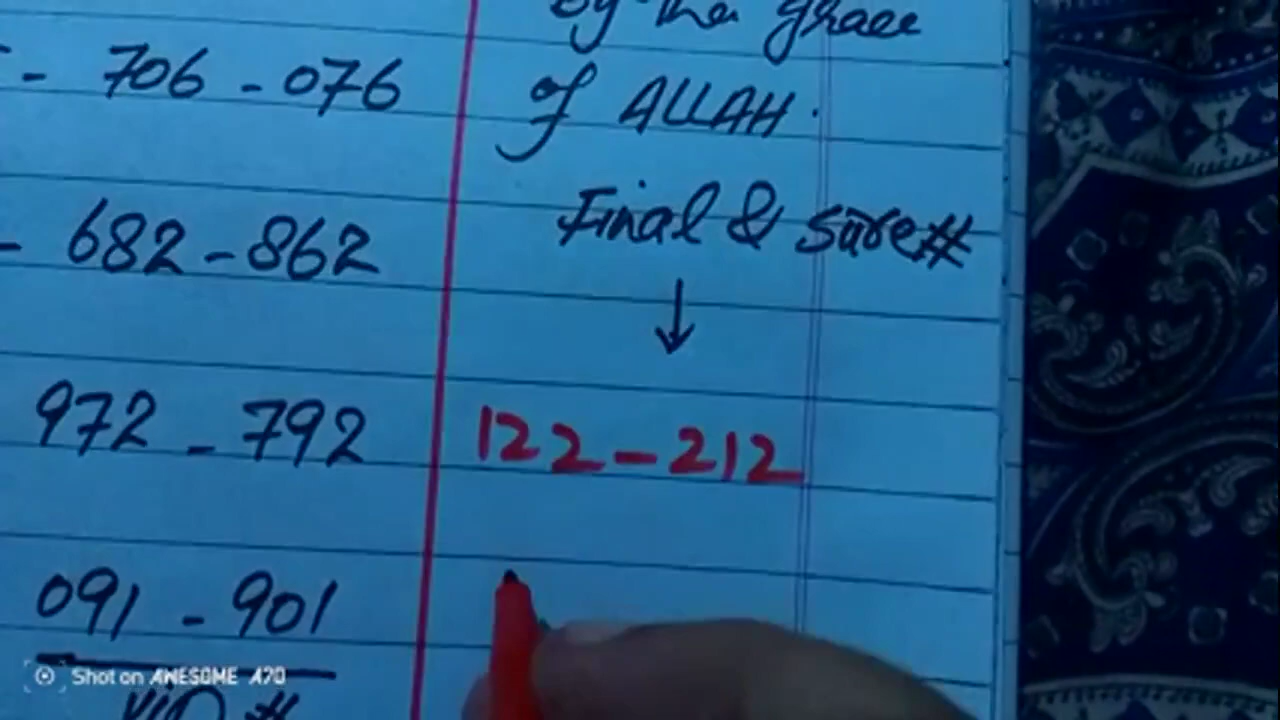 By the Grace
of ALLAH.
- 706 - 076
Final & Sure#
- 682 - 862
↓
972 - 792
122 - 212
091 - 901
Shot on AWESOME A70